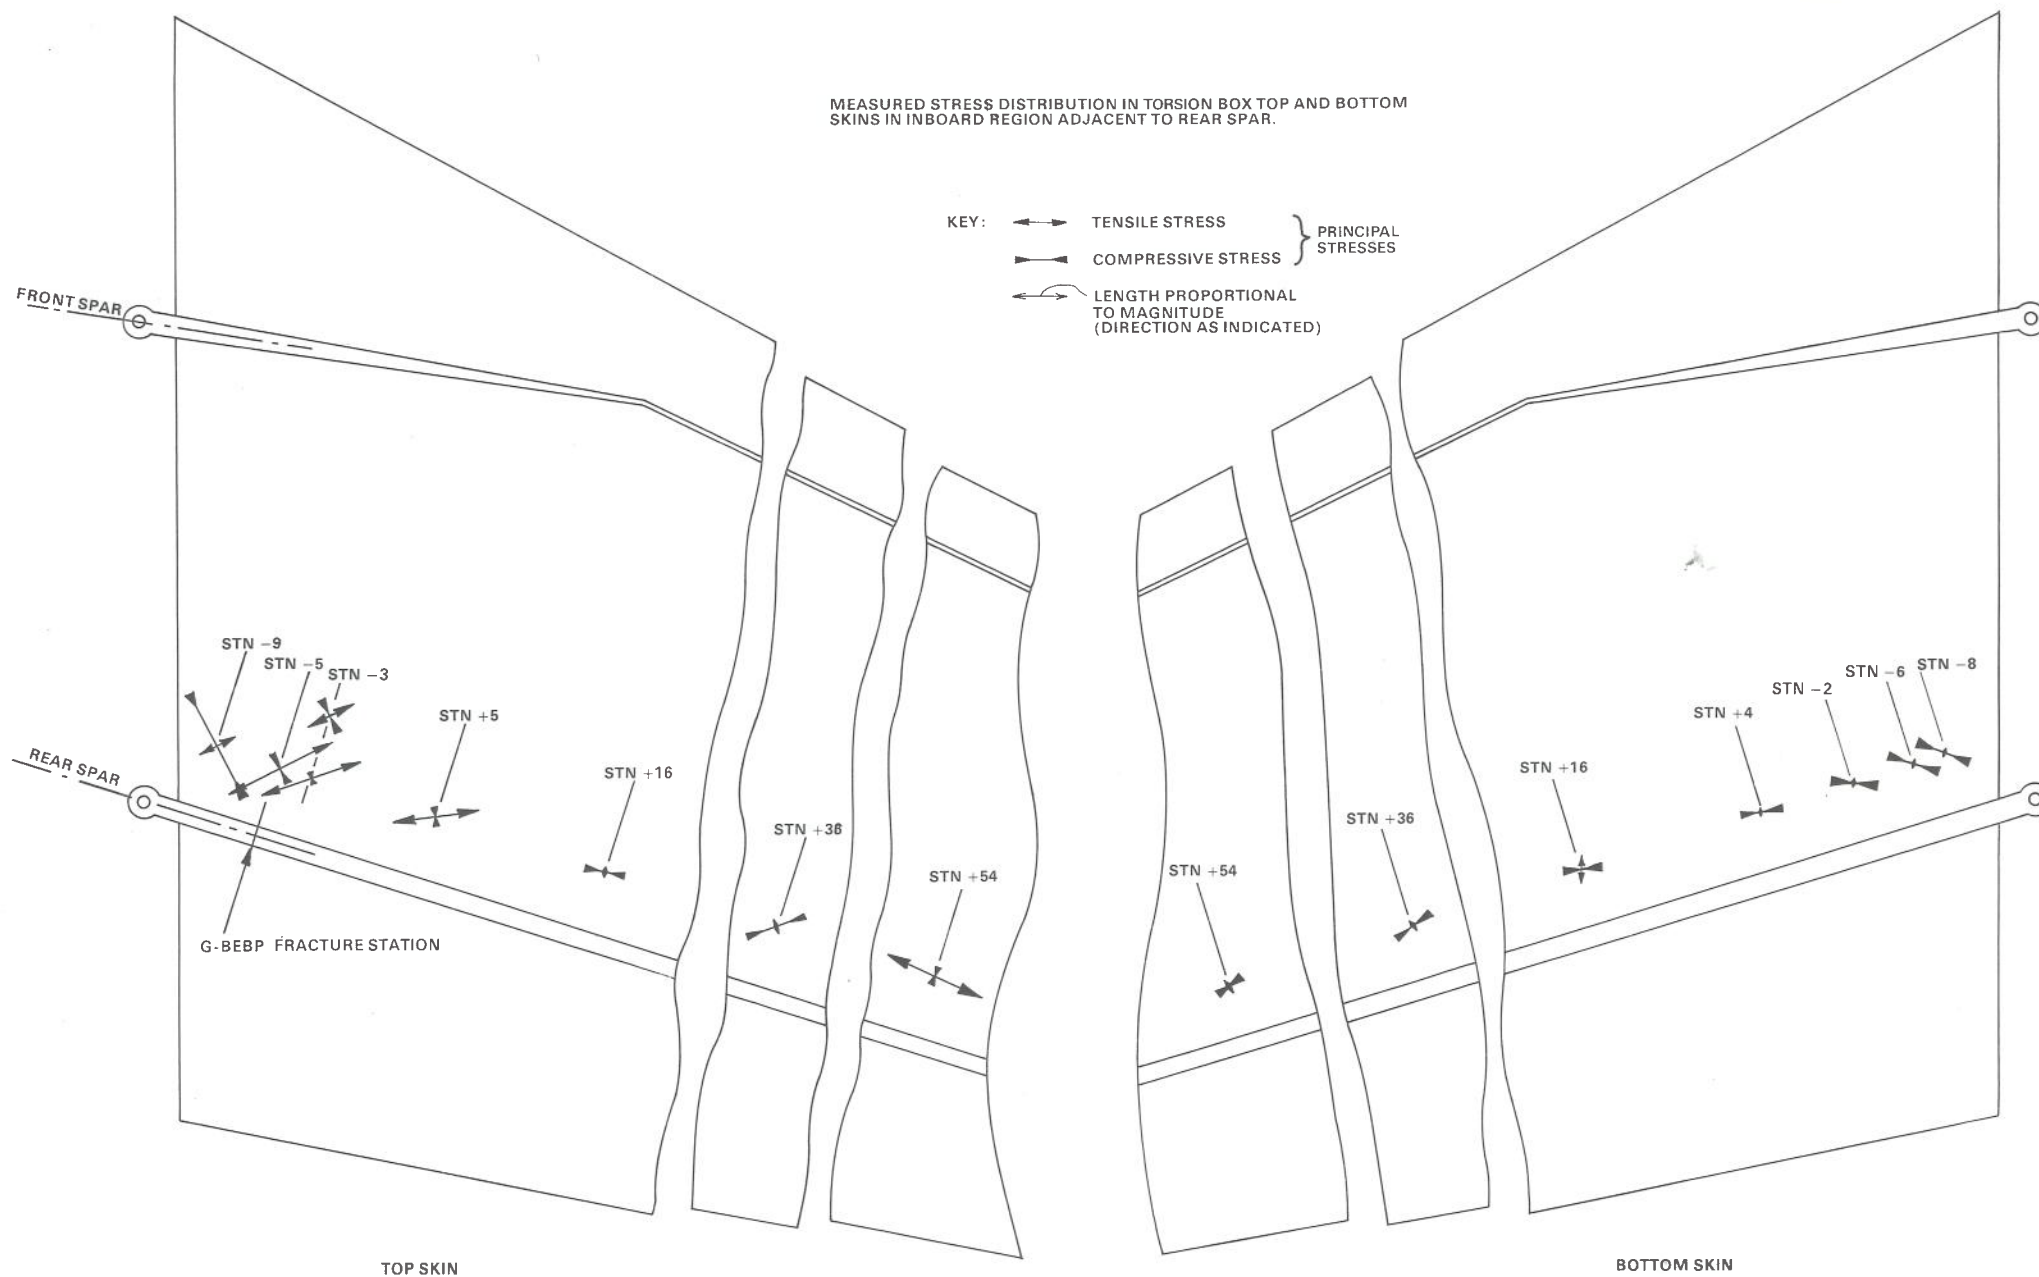 MEASURED STRESS DISTRIBUTION IN TORSION BOX TOP AND BOTTOM
SKINS IN INBOARD REGION ADJACENT TO REAR SPAR.
KEY:
TENSILE STRESS
COMPRESSIVE STRESS
PRINCIPAL
STRESSES
LENGTH PROPORTIONAL
TO MAGNITUDE
(DIRECTION AS INDICATED)
FRONT SPAR
STN −9
STN −5
STN −3
STN +5
REAR SPAR
STN +16
STN +36
STN +54
G-BEBP FRACTURE STATION
TOP SKIN
STN −8
STN −6
STN −2
STN +4
STN +16
STN +36
STN +54
BOTTOM SKIN